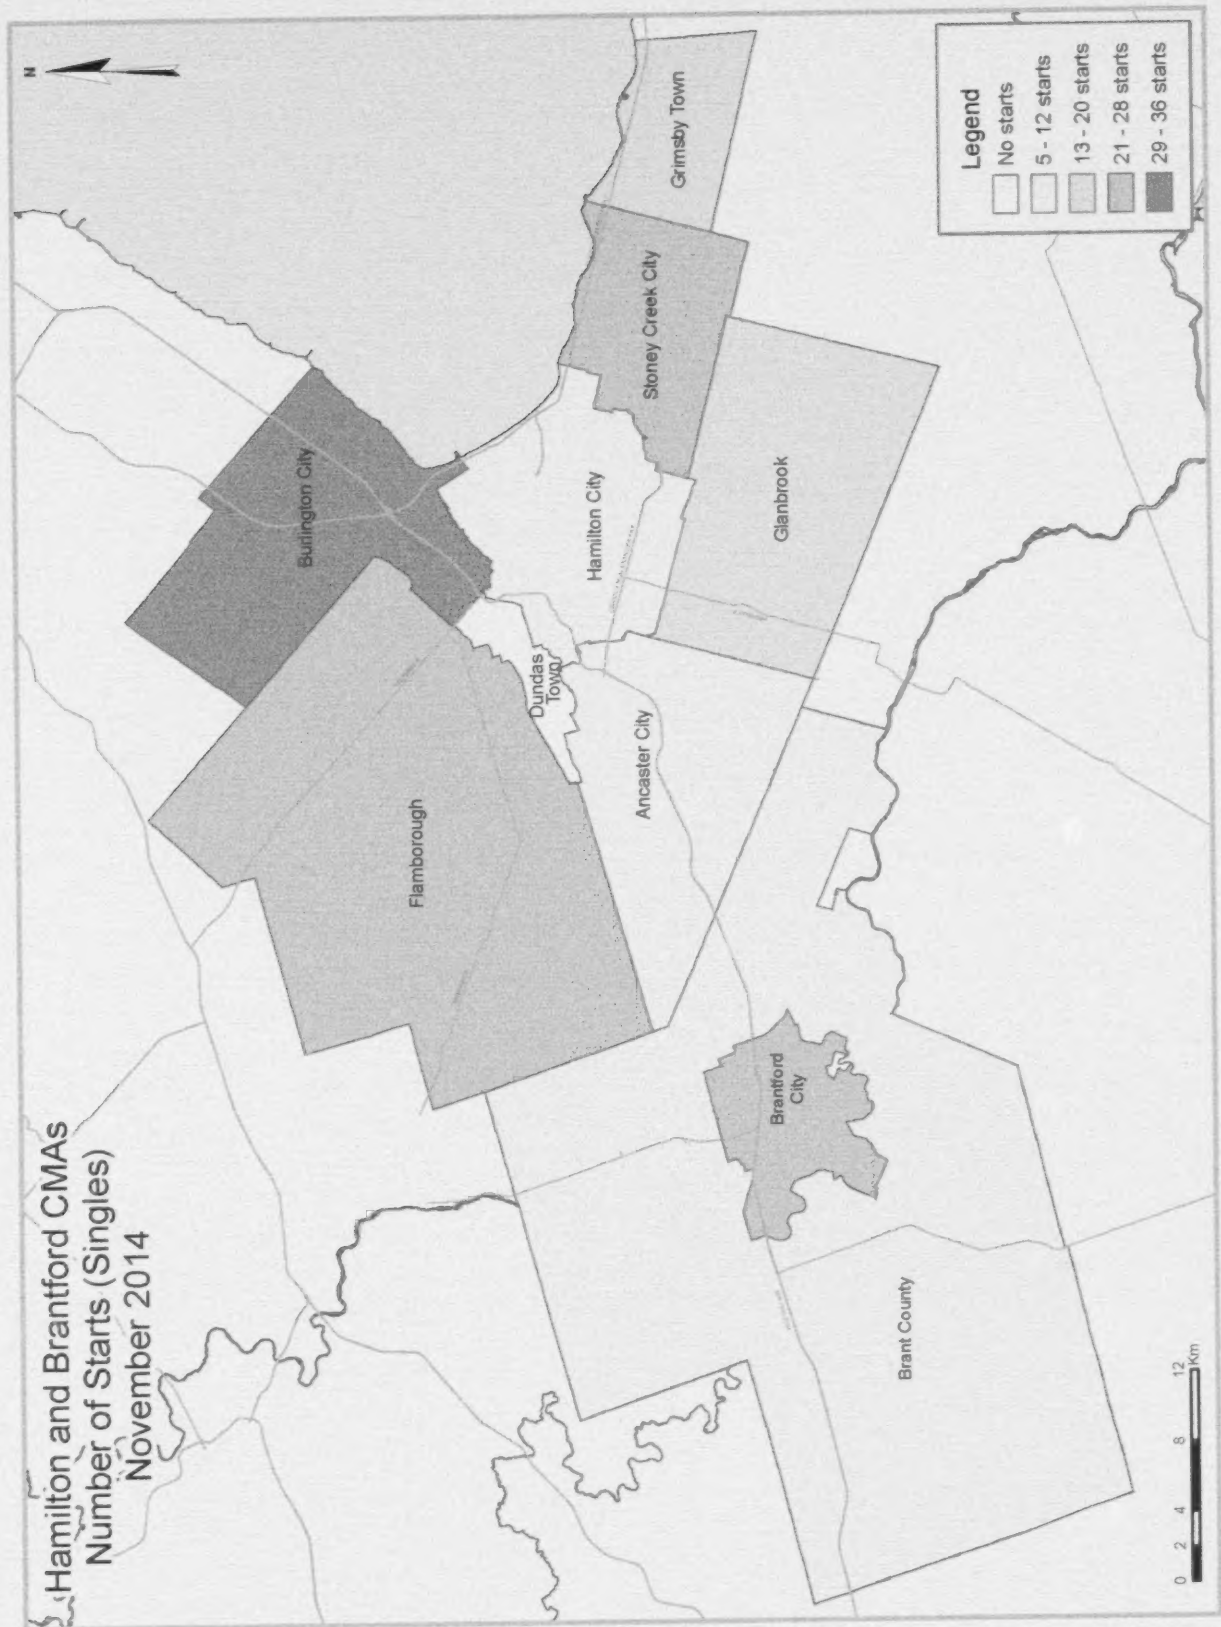 Hamilton and Brantford CMAs
Number of Starts (Singles)
November 2014
N
Burlington City
Flamborough
Dundas
Town
Hamilton City
Stoney Creek City
Grimsby Town
Glanbrook
Ancaster City
Brantford
City
Brant County
Legend
No starts
5 - 12 starts
13 - 20 starts
21 - 28 starts
29 - 36 starts
0 2 4 8 12
Km